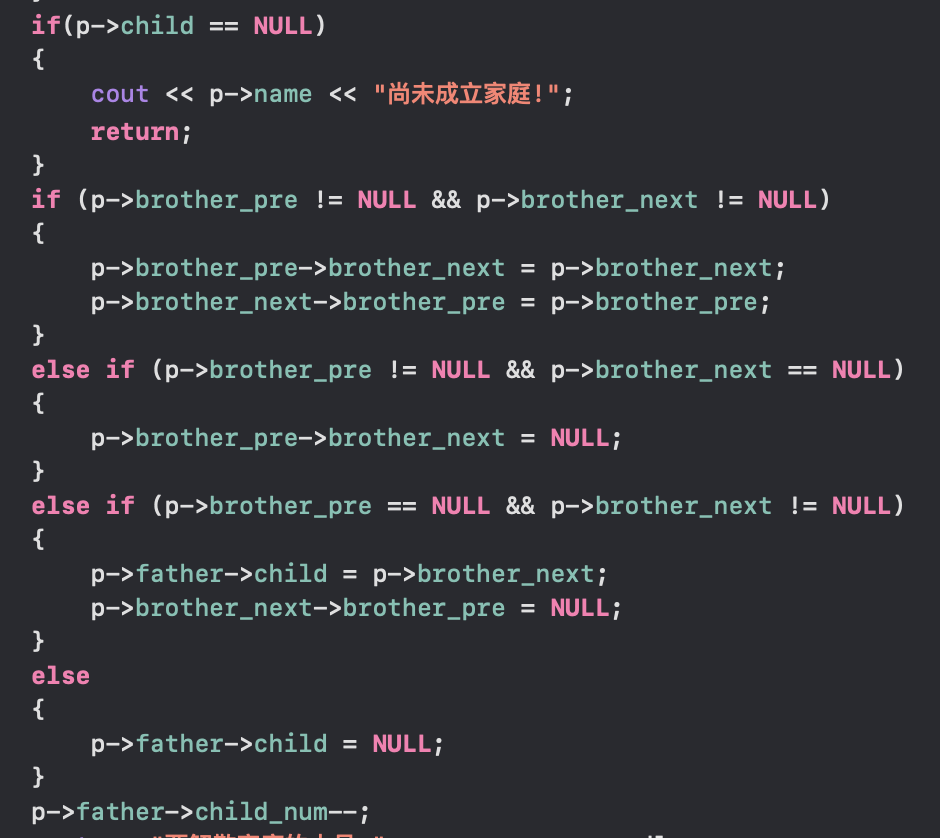 if(p->child == NULL)
{
cout << p->name << "尚未成立家庭!";
return;
}
if (p->brother_pre != NULL && p->brother_next != NULL)
{
p->brother_pre->brother_next = p->brother_next;
p->brother_next->brother_pre = p->brother_pre;
}
else if (p->brother_pre != NULL && p->brother_next == NULL)
{
p->brother_pre->brother_next = NULL;
}
else if (p->brother_pre == NULL && p->brother_next != NULL)
{
p->father->child = p->brother_next;
p->brother_next->brother_pre = NULL;
}
else
{
p->father->child = NULL;
}
p->father->child_num--;